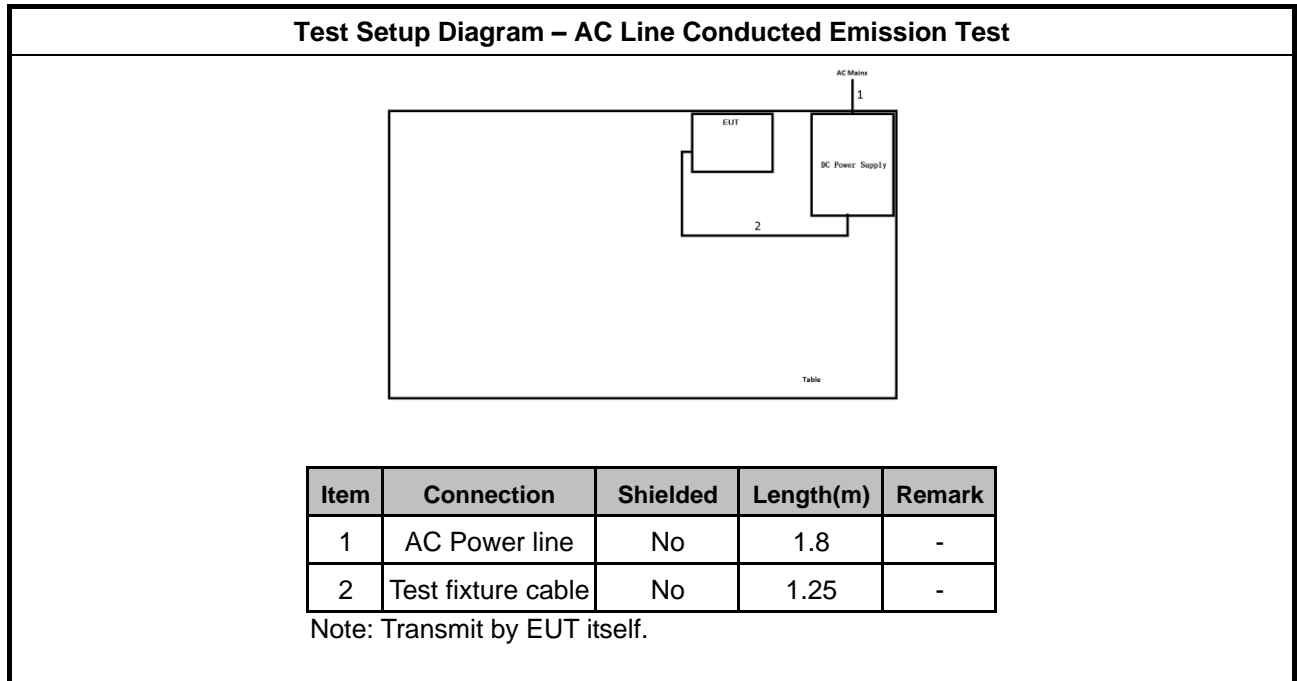 Test Setup Diagram – AC Line Conducted Emission Test
AC Mains
1
EUT
DC Power Supply
2
Table
Item Connection Shielded Length(m) Remark
1 AC Power line No 1.8 -
2 Test fixture cable No 1.25 -
Note: Transmit by EUT itself.